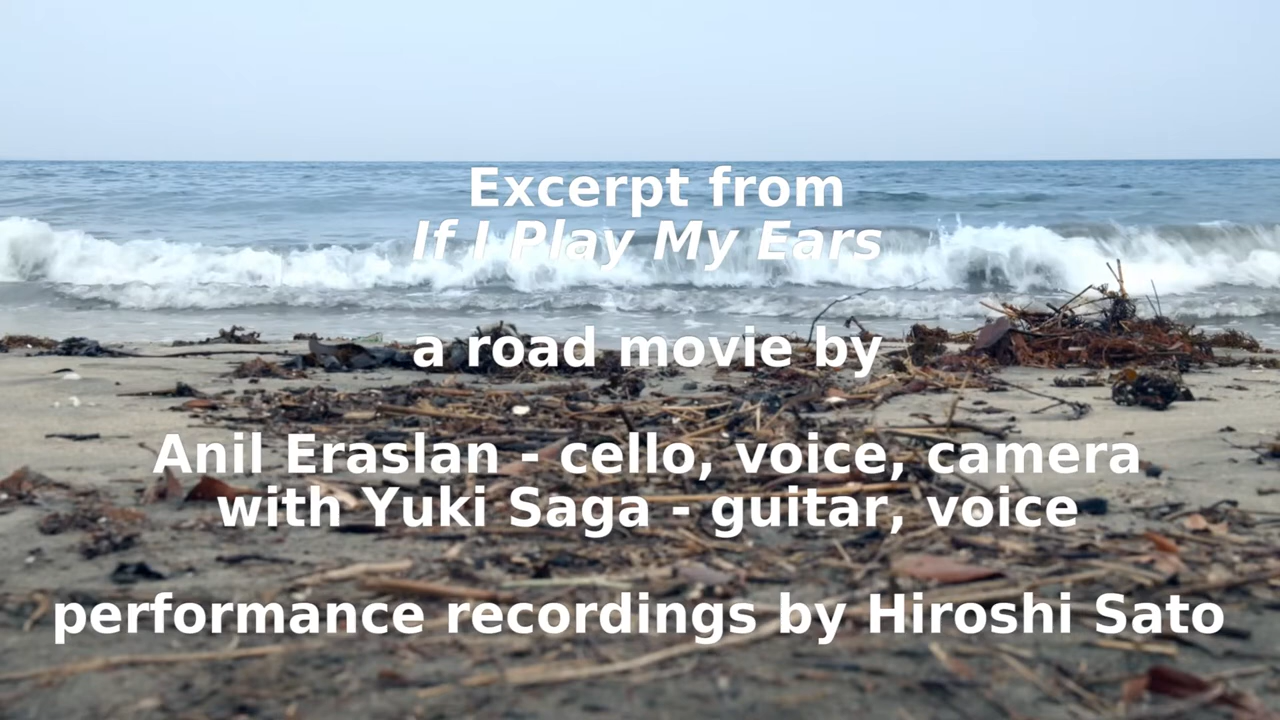 Excerpt from
If I Play My Ears
a road movie by
Anil Eraslan - cello, voice, camera
with Yuki Saga - guitar, voice
performance recordings by Hiroshi Sato